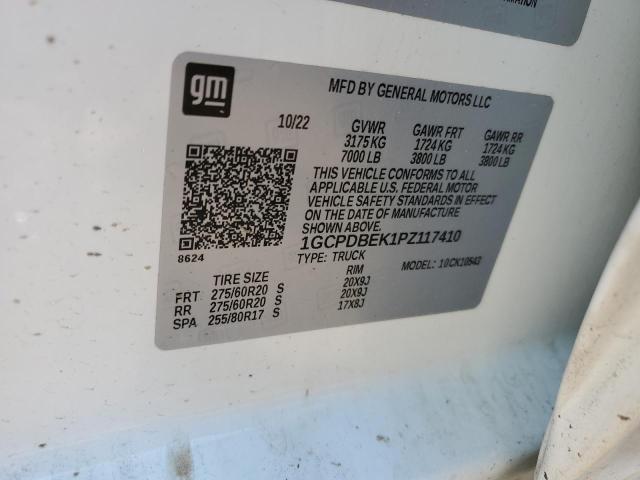 gm
MFD BY GENERAL MOTORS LLC
10/22 GVWR GAWR FRT GAWR RR
3175 KG 1724 KG 1724 KG
7000 LB 3800 LB 3800 LB
THIS VEHICLE CONFORMS TO ALL
APPLICABLE U.S. FEDERAL MOTOR
VEHICLE SAFETY STANDARDS IN EFFECT
ON THE DATE OF MANUFACTURE
SHOWN ABOVE.
1GCPDBEK1PZ117410
8624 TYPE: TRUCK MODEL: 10CK10543
TIRE SIZE RIM
FRT 275/60R20 S 20X9J
RR 275/60R20 S 20X9J
SPA 255/80R17 S 17X8J